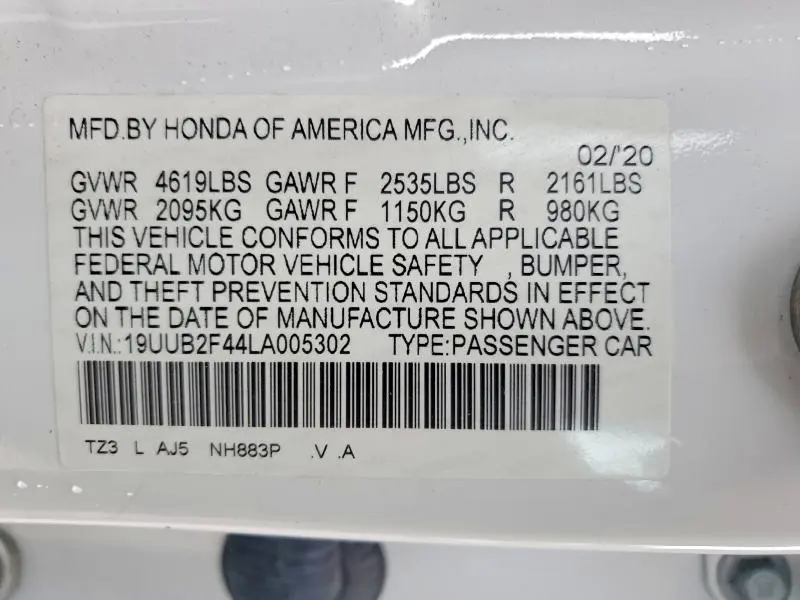 MFD.BY HONDA OF AMERICA MFG.,INC.
02/'20
GVWR 4619LBS GAWR F 2535LBS R 2161LBS
GVWR 2095KG GAWR F 1150KG R 980KG
THIS VEHICLE CONFORMS TO ALL APPLICABLE
FEDERAL MOTOR VEHICLE SAFETY , BUMPER,
AND THEFT PREVENTION STANDARDS IN EFFECT
ON THE DATE OF MANUFACTURE SHOWN ABOVE.
V.I.N.:19UUB2F44LA005302 TYPE:PASSENGER CAR
TZ3 L AJ5 NH883P .V .A